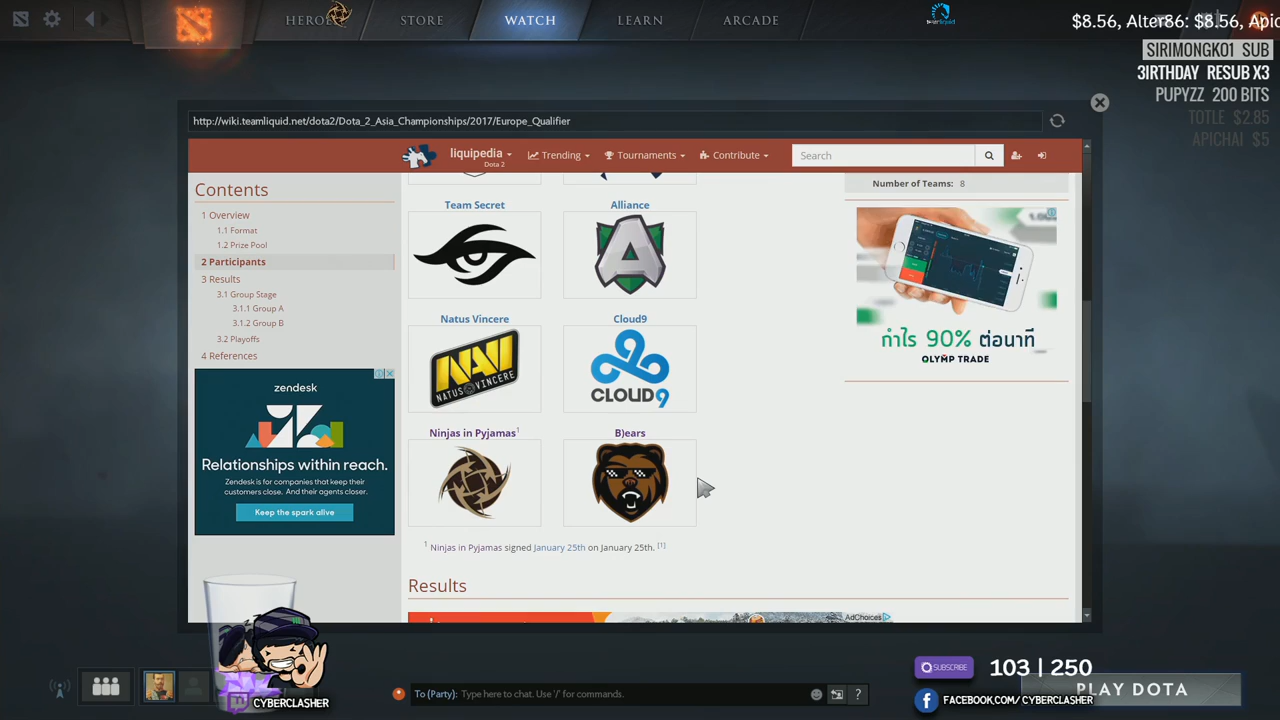 HEROES
STORE
WATCH
LEARN
ARCADE
$8.56, Alter86: $8.56, Apic
SIRIMONGK01 SUB
3IRTHDAY RESUB X3
PUPYZZ 200 BITS
TOTLE $2.85
APICHAI $5
http://wiki.teamliquid.net/dota2/Dota_2_Asia_Championships/2017/Europe_Qualifier
liquipedia
Dota 2
Trending
Tournaments
Contribute
Search
Contents
1 Overview
1.1 Format
1.2 Prize Pool
2 Participants
3 Results
3.1 Group Stage
3.1.1 Group A
3.1.2 Group B
3.2 Playoffs
4 References
zendesk
Relationships within reach.
Zendesk is for companies that keep their
customers close. And their agents closer.
Keep the spark alive
Team Secret
Alliance
Natus Vincere
Cloud9
NAVI
NATUS VINCERE
CLOUD9
Ninjas in Pyjamas1
B)ears
1 Ninjas in Pyjamas signed January 25th on January 25th. [1]
Results
AdChoices
Number of Teams: 8
กำไร 90% ต่อนาที
OLYMP TRADE
CYBERCLASHER
To (Party): Type here to chat. Use '/' for commands.
?
SUBSCRIBE
103 | 250
FACEBOOK.COM/CYBERCLASHER
PLAY DOTA